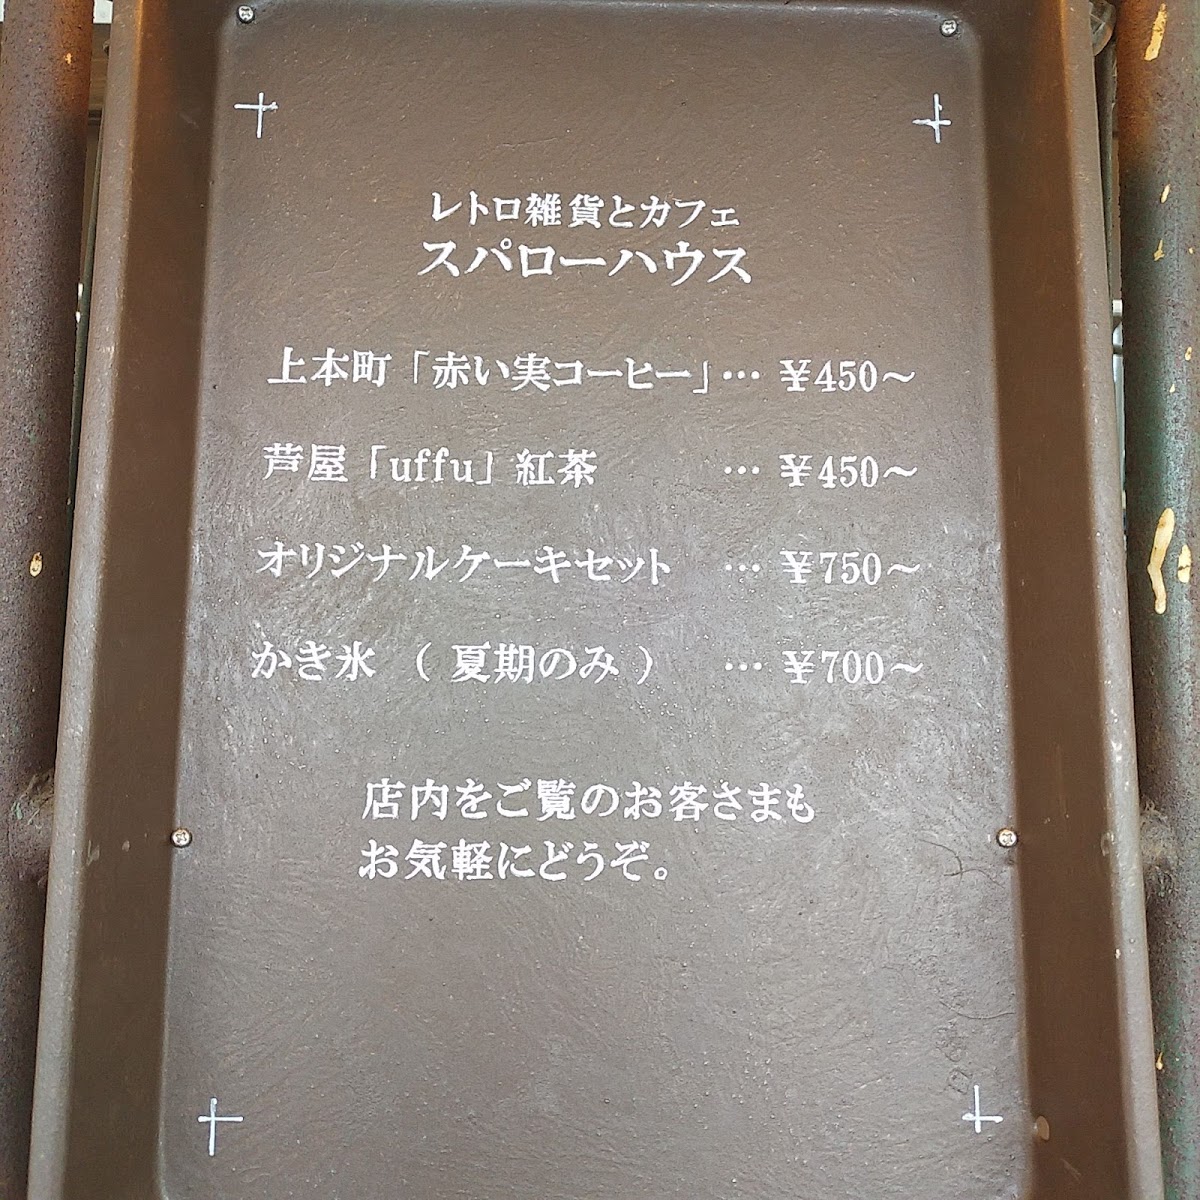 レトロ雑貨とカフェ
スパローハウス
上本町「赤い実コーヒー」… ¥450～
芦屋「uffu」紅茶 … ¥450～
オリジナルケーキセット … ¥750～
かき氷 （ 夏期のみ ） … ¥700～
店内をご覧のお客さまも
お気軽にどうぞ。